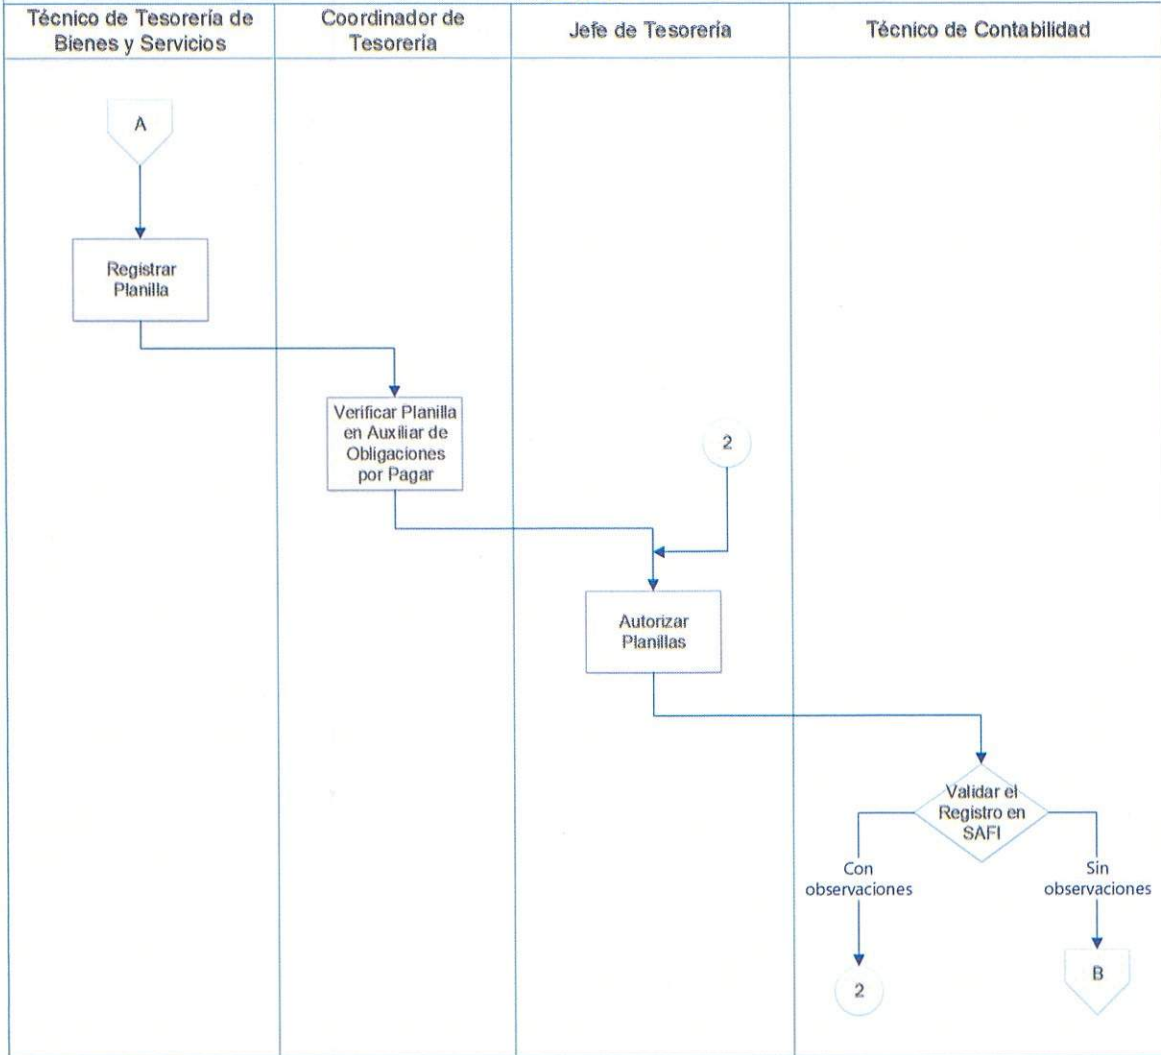 Técnico de Tesorería de
Bienes y Servicios
Coordinador de
Tesorería
Jefe de Tesorería
Técnico de Contabilidad
A
Registrar
Planilla
Verificar Planilla
en Auxiliar de
Obligaciones
por Pagar
2
Autorizar
Planillas
Validar el
Registro en
SAFI
Con
observaciones
Sin
observaciones
2
B